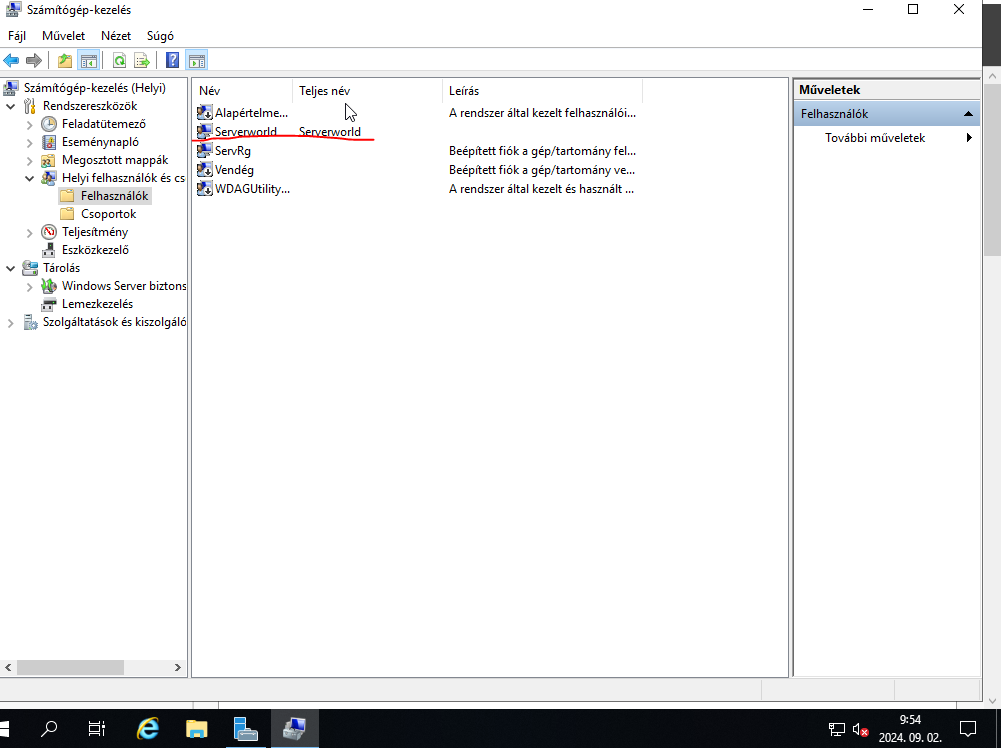 Számítógép-kezelés
Fájl Művelet Nézet Súgó
Számítógép-kezelés (Helyi)
Rendszereszközök
Feladatütemező
Eseménynapló
Megosztott mappák
Helyi felhasználók és cs
Felhasználók
Csoportok
Teljesítmény
Eszközkezelő
Tárolás
Windows Server biztons
Lemezkezelés
Szolgáltatások és kiszolgáló
Név Teljes név Leírás
Alapértelme... A rendszer által kezelt felhasználói...
Serverworld Serverworld
ServRg Beépített fiók a gép/tartomány fel...
Vendég Beépített fiók a gép/tartomány ve...
WDAGUtility... A rendszer által kezelt és használt ...
Műveletek
Felhasználók
További műveletek
9:54
2024. 09. 02.